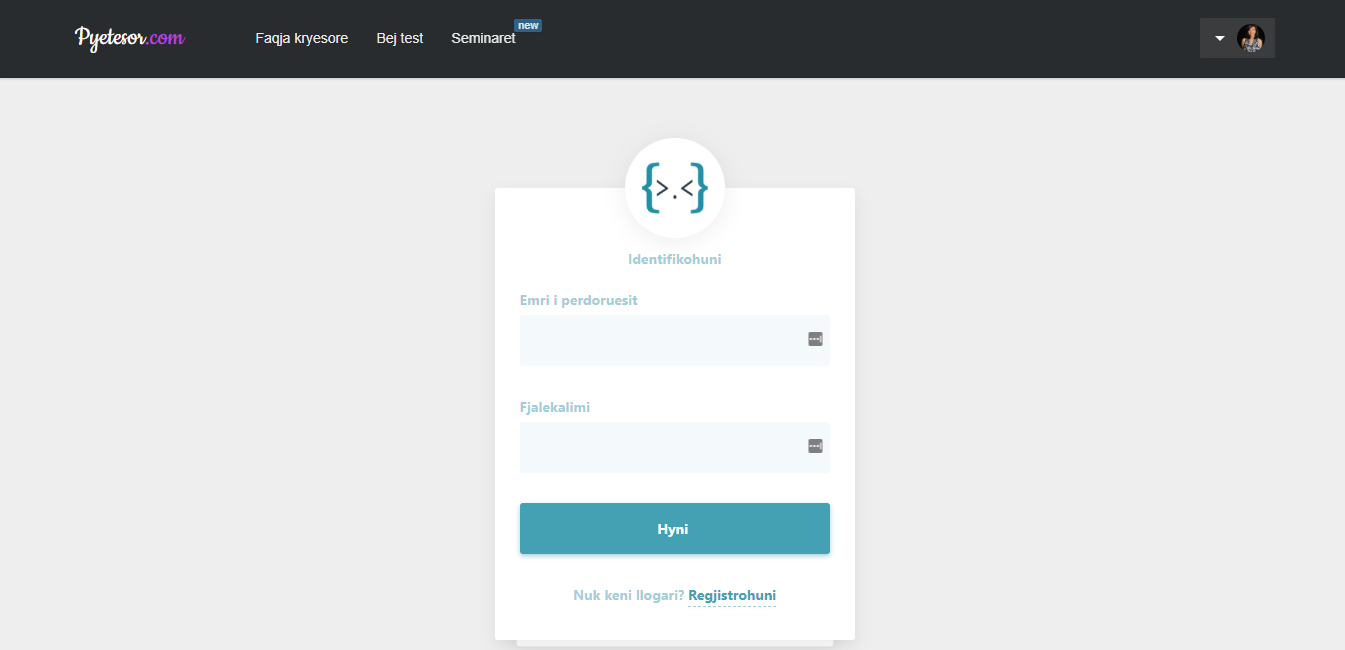 Pyetesor.com
Faqja kryesore
Bej test
Seminaret
new
{>.<}
Identifikohuni
Emri i perdoruesit
Fjalekalimi
Hyni
Nuk keni llogari? Regjistrohuni